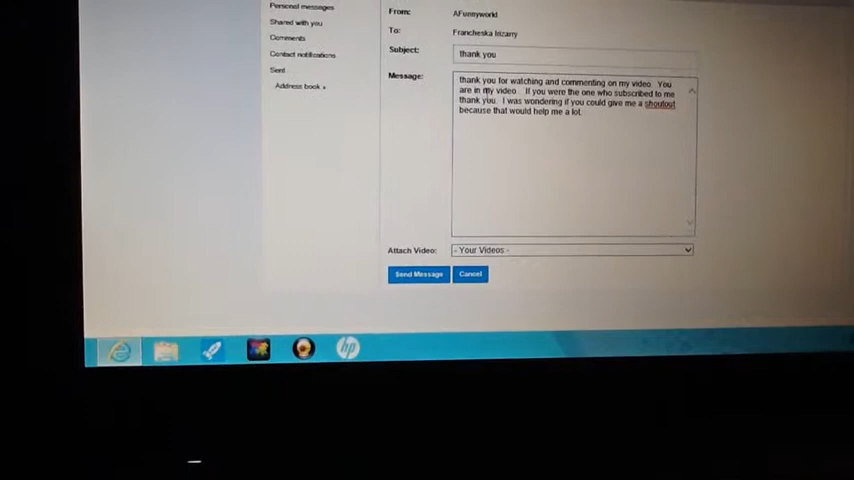 Personal messages
Shared with you
Comments
Contact notifications
Sent
Address book »
From: AFunnyworld
To: Francheska Irizarry
Subject: thank you
Message: thank you for watching and commenting on my video. You
are in my video. If you were the one who subscribed to me
thank you. I was wondering if you could give me a shoutout
because that would help me a lot.
Attach Video: - Your Videos -
Send Message Cancel
hp